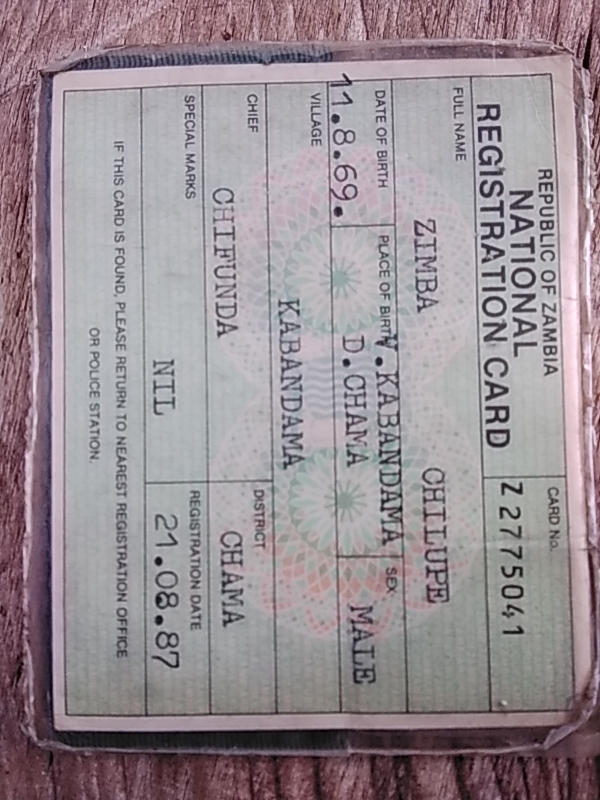 REPUBLIC OF ZAMBIA
NATIONAL
REGISTRATION CARD
CARD No.
Z 2775041
FULL NAME
ZIMBA CHILUPE
DATE OF BIRTH
11.8.69.
PLACE OF BIRTH
V.KABANDAMA
D.CHAMA
SEX
MALE
VILLAGE
KABANDAMA
CHIEF
CHIFUNDA
DISTRICT
CHAMA
SPECIAL MARKS
NIL
REGISTRATION DATE
21.08.87
IF THIS CARD IS FOUND, PLEASE RETURN TO NEAREST REGISTRATION OFFICE
OR POLICE STATION.